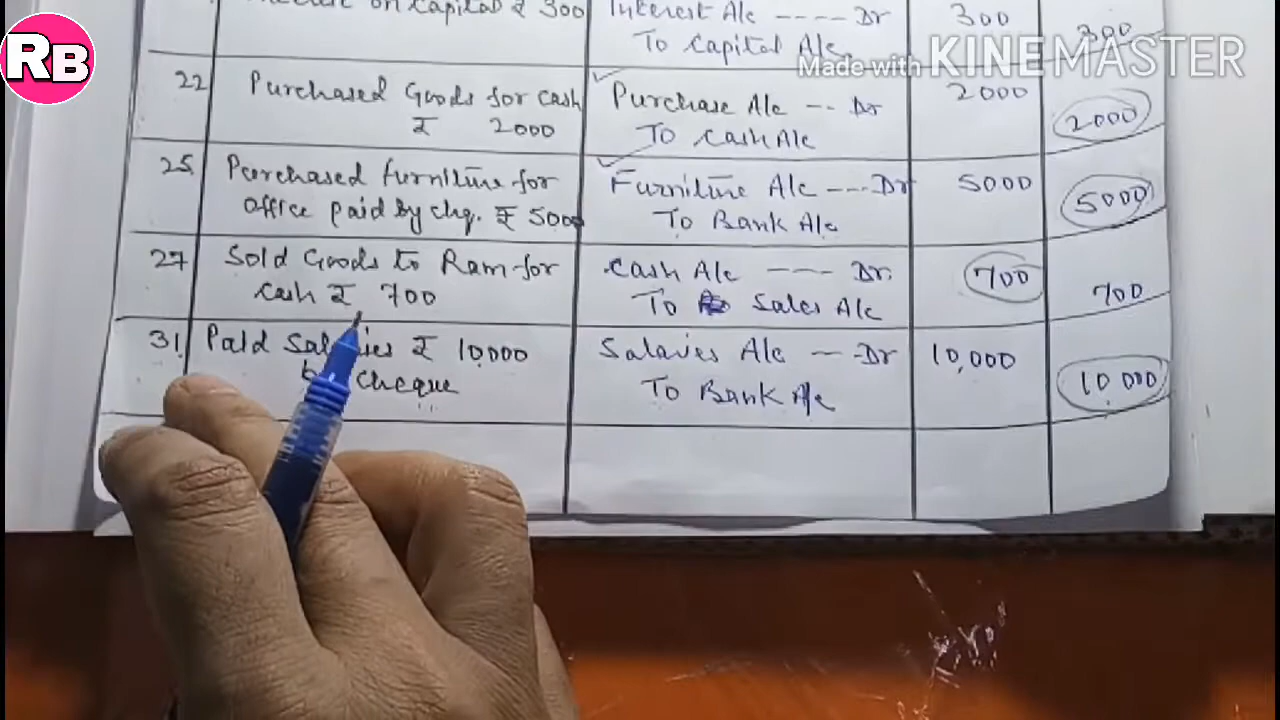 RB
on Capital ₹ 300 Interest A/c ---- Dr 300
To Capital A/c 300
Made with KINEMASTER
22 Purchased Goods for cash Purchase A/c -- Dr 2000
₹ 2000 To Cash A/c 2000
25 Purchased furniture for Furniture A/c --- Dr 5000
office paid by chq. ₹ 5000 To Bank A/c 5000
27 Sold Goods to Ram for Cash A/c --- Dr. 700
cash ₹ 700 To Sales A/c 700
31 Paid Salaries ₹ 10,000 Salaries A/c — Dr 10,000
Cheque To Bank A/c 10,000